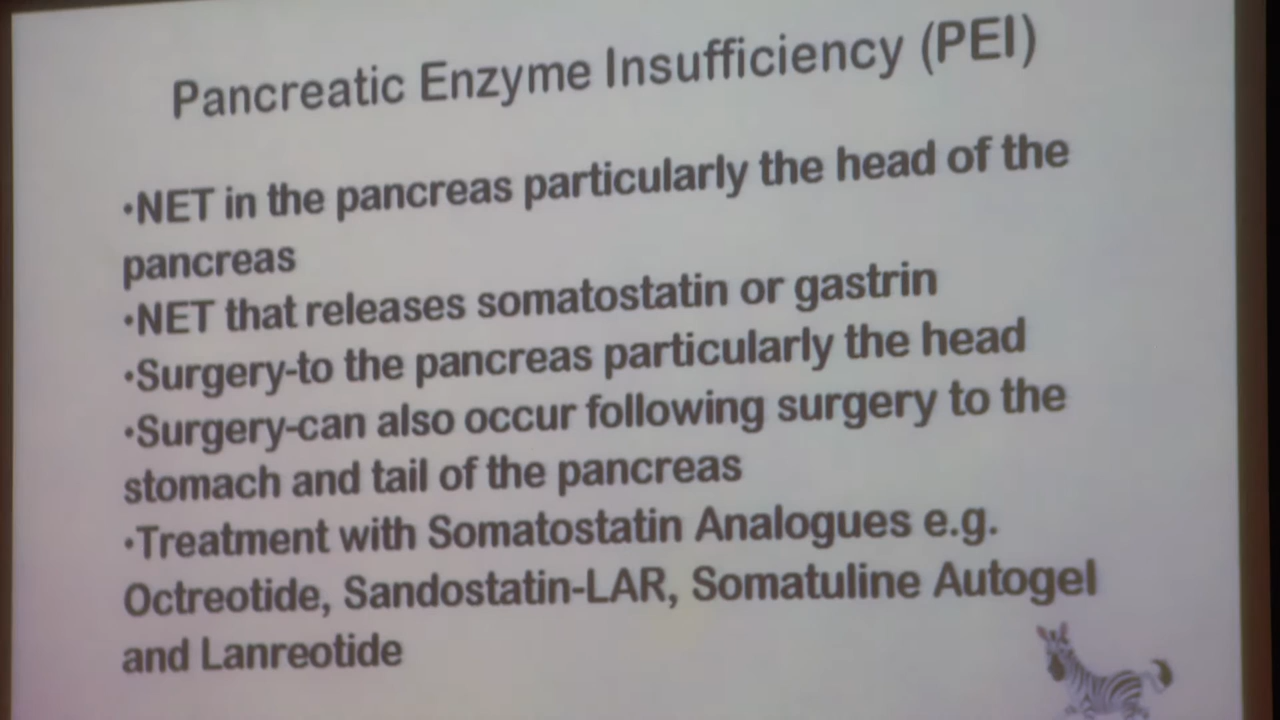 Pancreatic Enzyme Insufficiency (PEI)
•NET in the pancreas particularly the head of the
pancreas
•NET that releases somatostatin or gastrin
•Surgery-to the pancreas particularly the head
•Surgery-can also occur following surgery to the
stomach and tail of the pancreas
•Treatment with Somatostatin Analogues e.g.
Octreotide, Sandostatin-LAR, Somatuline Autogel
and Lanreotide